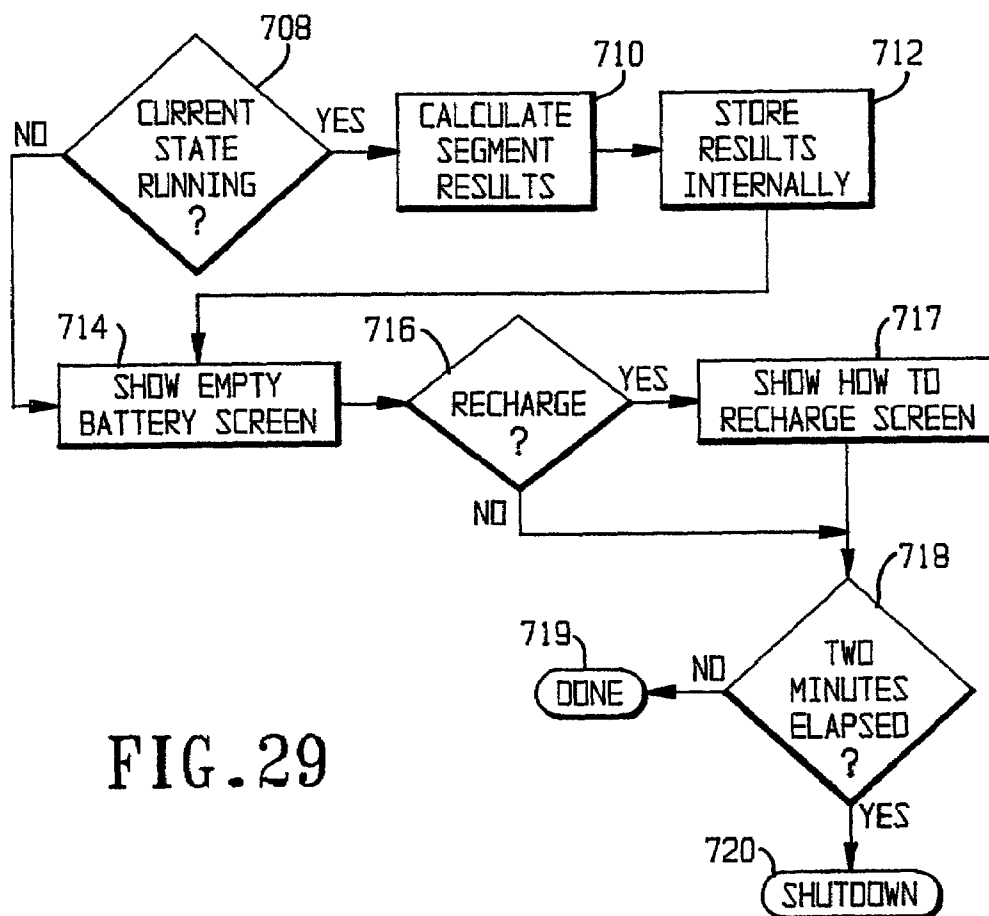 708
CURRENT
STATE
RUNNING
?
NO
YES
710
CALCULATE
SEGMENT
RESULTS
712
STORE
RESULTS
INTERNALLY
714
SHOW EMPTY
BATTERY SCREEN
716
RECHARGE
?
YES
NO
717
SHOW HOW TO
RECHARGE SCREEN
718
TWO
MINUTES
ELAPSED
?
NO
719
DONE
YES
720
SHUTDOWN
FIG.29